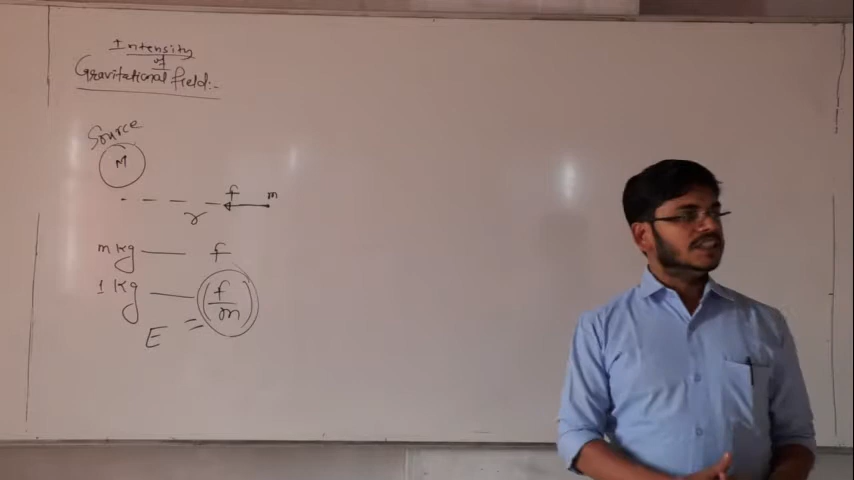 Intensity
of
Gravitational field:-
Source
M
f
m
r
m kg — f
1 kg — (f/m)
E =